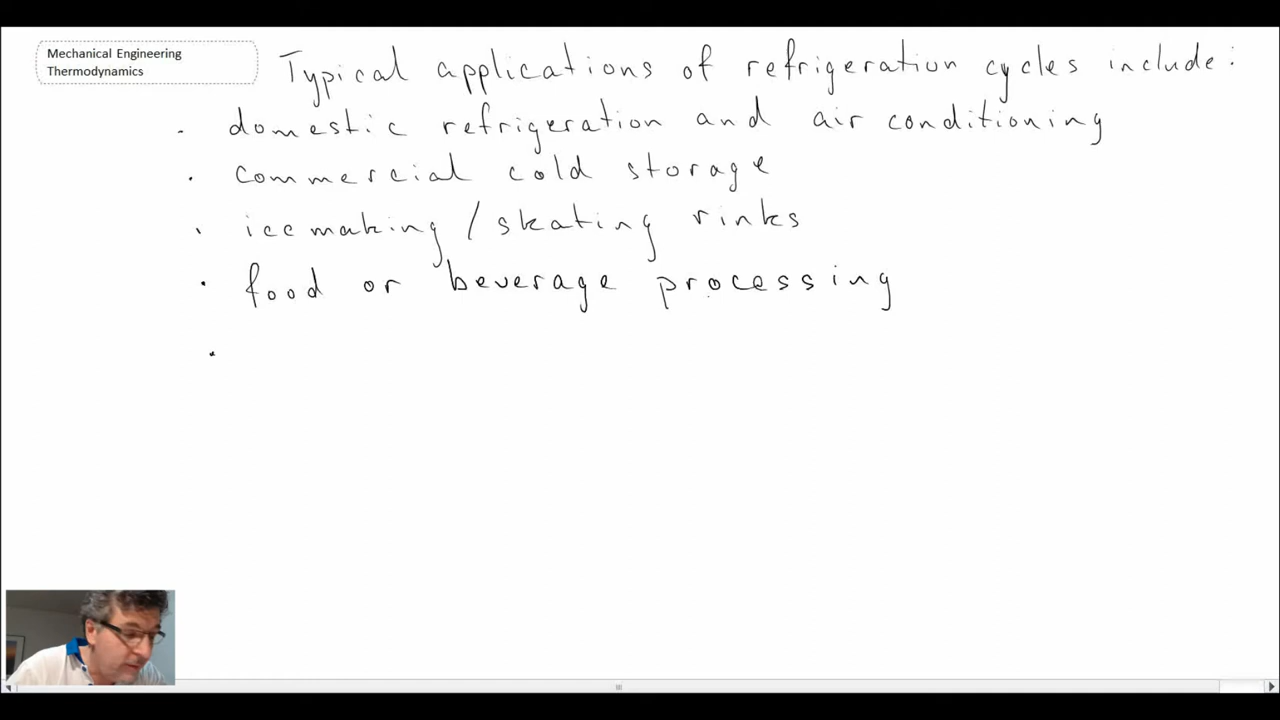 Mechanical Engineering
Thermodynamics
Typical applications of refrigeration cycles include:
· domestic refrigeration and air conditioning
· commercial cold storage
· icemaking / skating rinks
· food or beverage processing
·